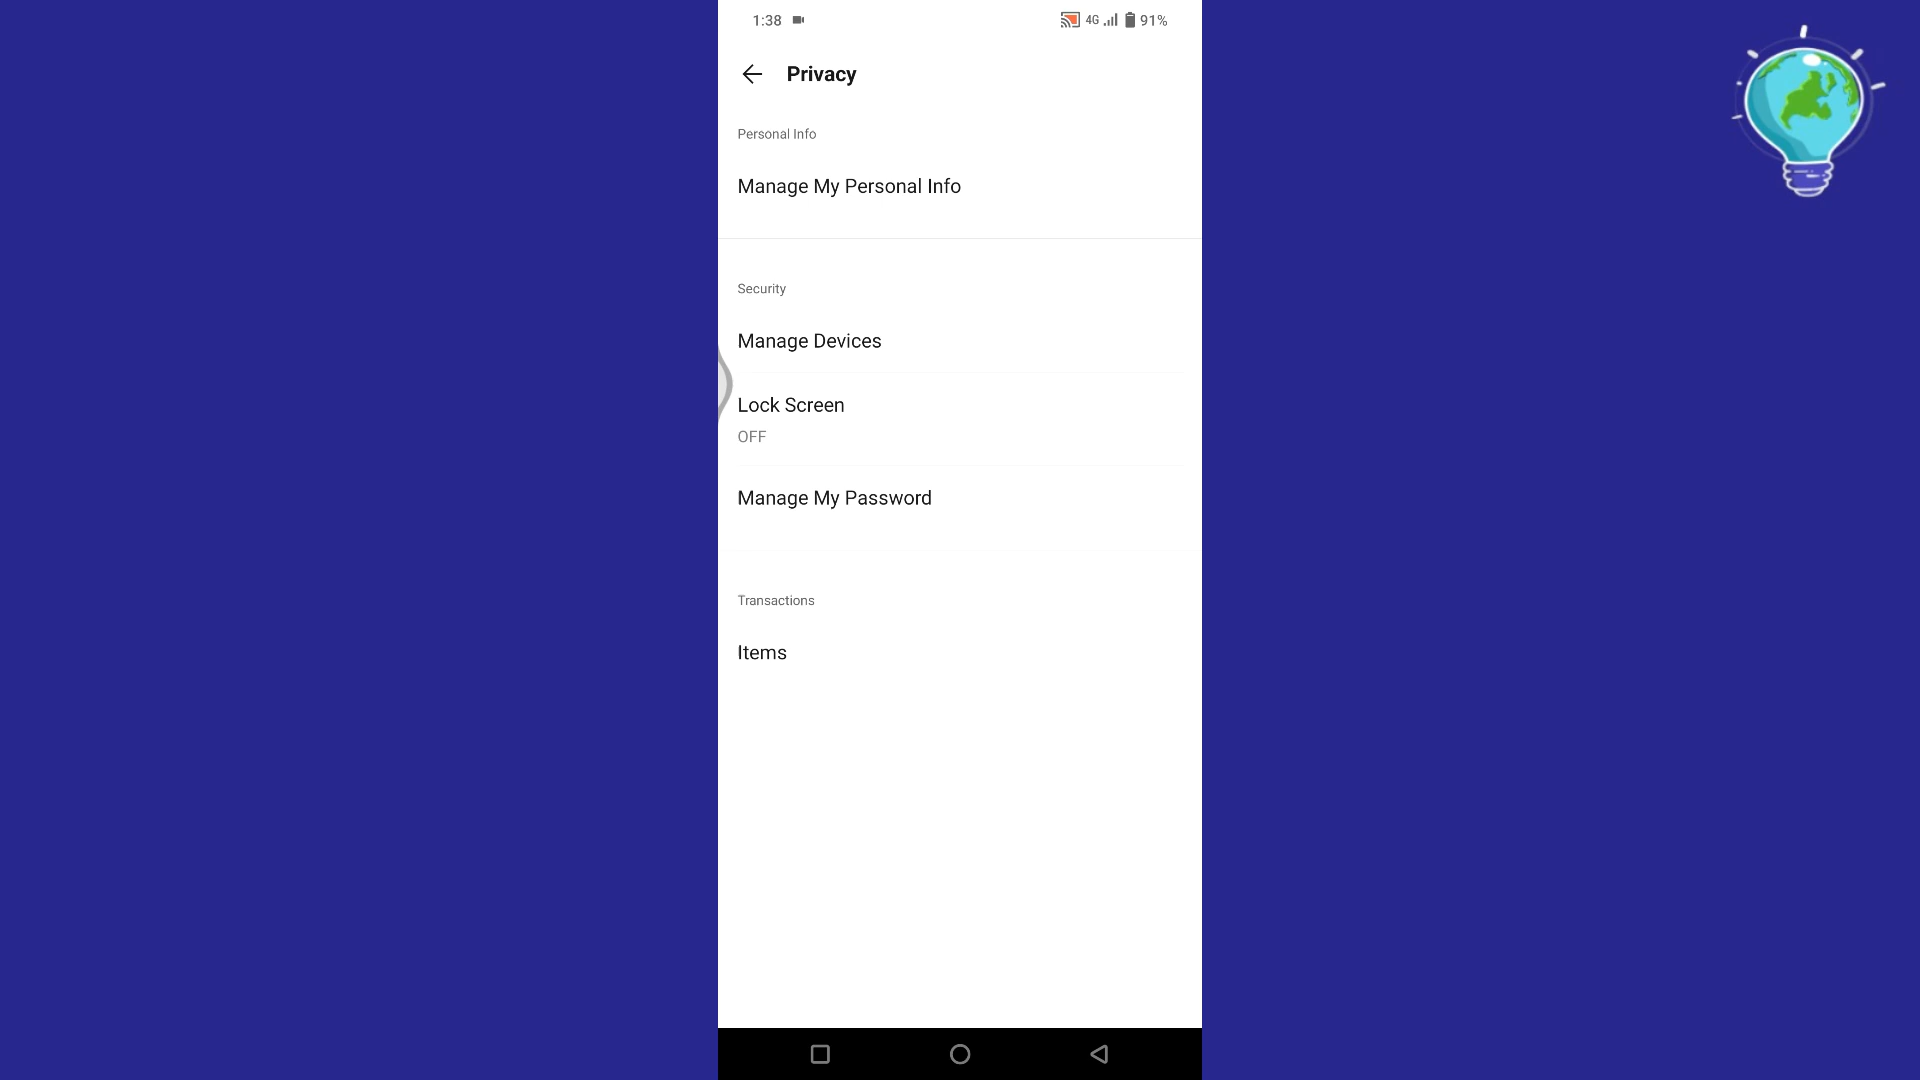 1:38 4G 91%
Privacy
Personal Info
Manage My Personal Info
Security
Manage Devices
Lock Screen
OFF
Manage My Password
Transactions
Items